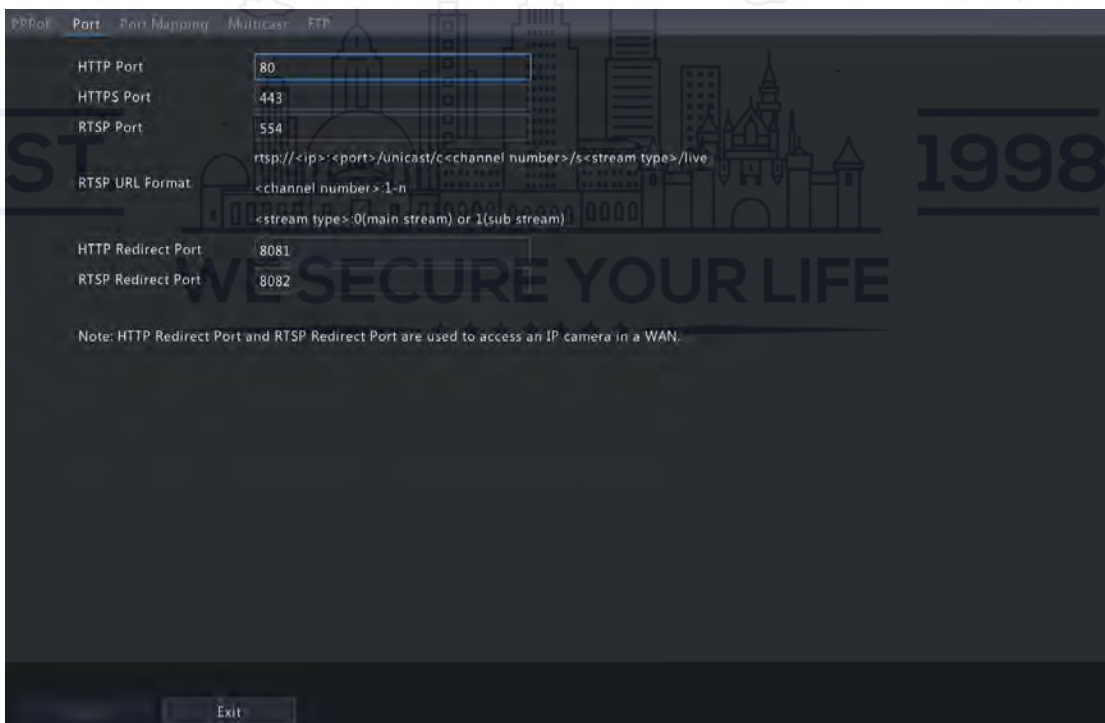 PPPoE Port Port Mapping Multicast FTP
HTTP Port 80
HTTPS Port 443
RTSP Port 554
rtsp://<ip>:<port>/unicast/c<channel number>/s<stream type>/live
RTSP URL Format
<channel number>:1-n
<stream type>:0(main stream) or 1(sub stream)
HTTP Redirect Port 8081
RTSP Redirect Port 8082
ST 1998
WE SECURE YOUR LIFE
Note: HTTP Redirect Port and RTSP Redirect Port are used to access an IP camera in a WAN.
Exit